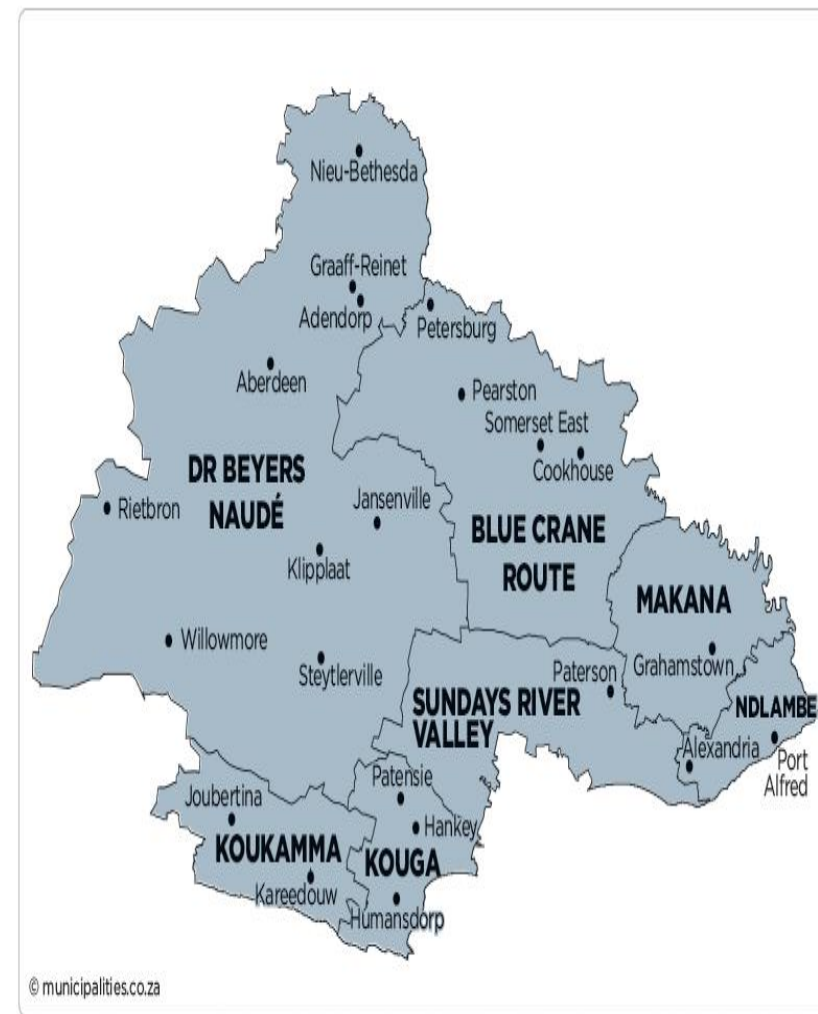 Nieu-Bethesda
Graaff-Reinet
Adendorp
Petersburg
Aberdeen
Pearston
Somerset East
Cookhouse
DR BEYERS
NAUDÉ
Rietbron
Jansenville
BLUE CRANE
ROUTE
Klipplaat
MAKANA
Willowmore
Steytlerville
Paterson
Grahamstown
SUNDAYS RIVER
VALLEY
NDLAMBE
Alexandria
Port
Alfred
Patensie
Joubertina
Hankey
KOUKAMMA
KOUGA
Kareedouw
Humansdorp
© municipalities.co.za